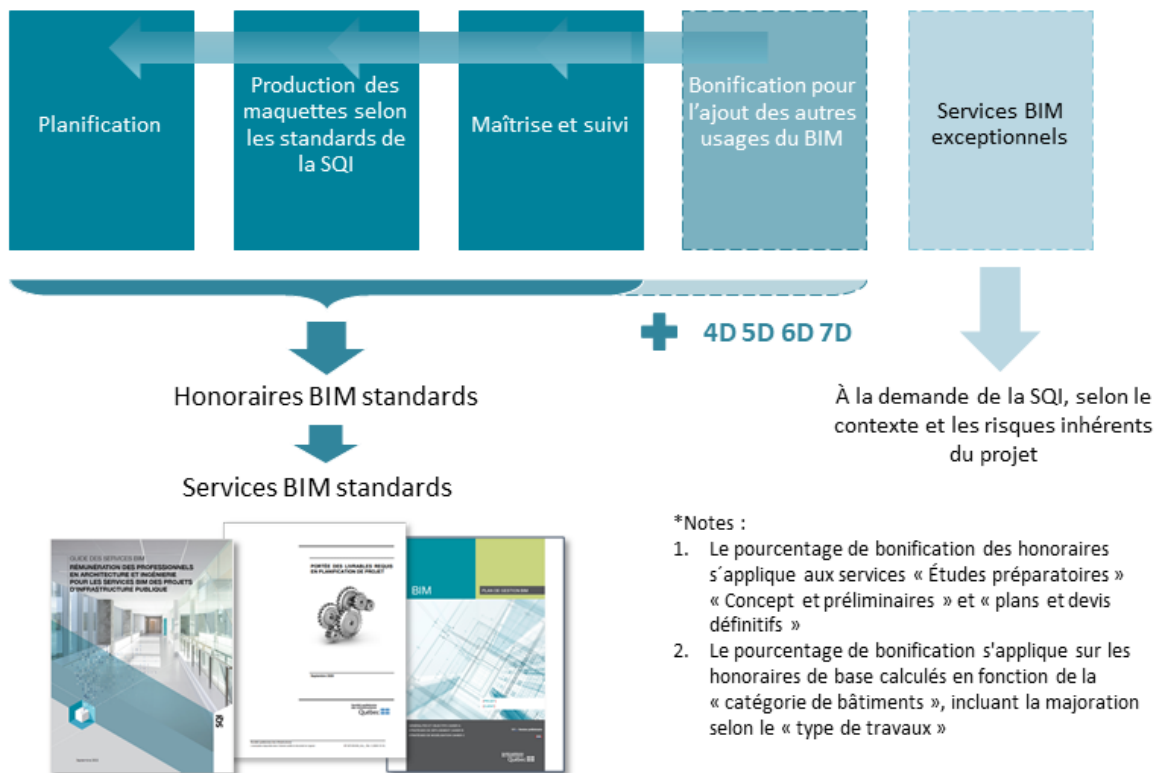 Planification
Production des
maquettes selon
les standards de
la SQI
Maîtrise et suivi
Bonification pour
l'ajout des autres
usages du BIM
Services BIM
exceptionnels
4D 5D 6D 7D
Honoraires BIM standards
Services BIM standards
À la demande de la SQI, selon le
contexte et les risques inhérents
du projet
GUIDE DES SERVICES BIM
RÉMUNÉRATION DES PROFESSIONNELS
EN ARCHITECTURE ET INGÉNIERIE
POUR LES SERVICES BIM DES PROJETS
D'INFRASTRUCTURE PUBLIQUE
SQI
PORTÉE DES LIVRABLES REQUIS
EN PLANIFICATION DE PROJET
Québec
BIM
PLAN DE GESTION BIM
Québec
*Notes :
1. Le pourcentage de bonification des honoraires
s´applique aux services « Études préparatoires »
« Concept et préliminaires » et « plans et devis
définitifs »
2. Le pourcentage de bonification s'applique sur les
honoraires de base calculés en fonction de la
« catégorie de bâtiments », incluant la majoration
selon le « type de travaux »